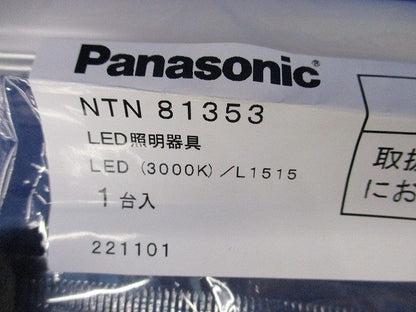 Panasonic®
NTN 81353
LED照明器具
LED (3000K)/L1515
1台入
221101
取扱
にお